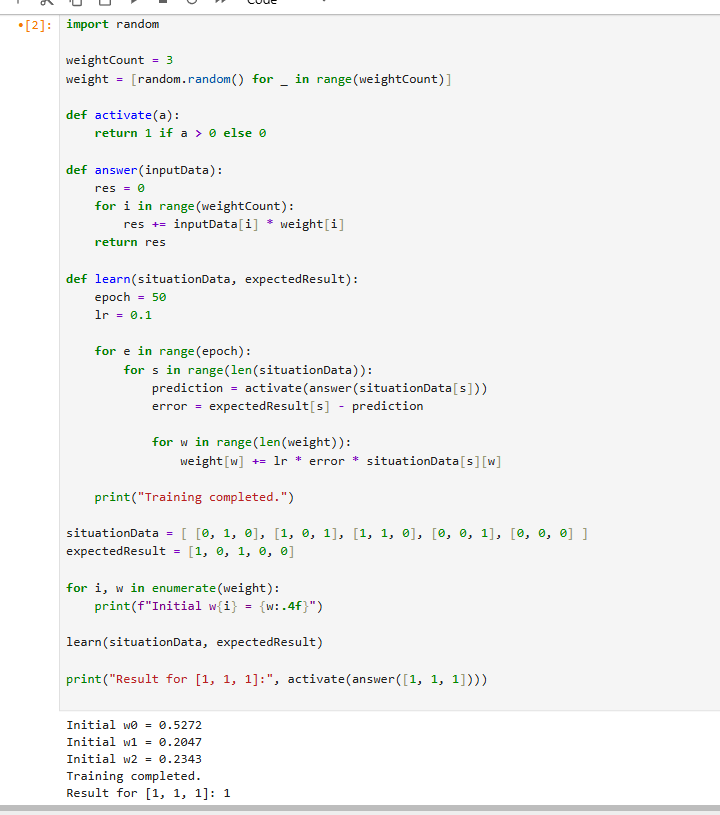 Code
[2]: import random
weightCount = 3
weight = [random.random() for _ in range(weightCount)]
def activate(a):
    return 1 if a > 0 else 0
def answer(inputData):
    res = 0
    for i in range(weightCount):
        res += inputData[i] * weight[i]
    return res
def learn(situationData, expectedResult):
    epoch = 50
    lr = 0.1
    for e in range(epoch):
        for s in range(len(situationData)):
            prediction = activate(answer(situationData[s]))
            error = expectedResult[s] - prediction
            for w in range(len(weight)):
                weight[w] += lr * error * situationData[s][w]
    print("Training completed.")
situationData = [ [0, 1, 0], [1, 0, 1], [1, 1, 0], [0, 0, 1], [0, 0, 0] ]
expectedResult = [1, 0, 1, 0, 0]
for i, w in enumerate(weight):
    print(f"Initial w{i} = {w:.4f}")
learn(situationData, expectedResult)
print("Result for [1, 1, 1]:", activate(answer([1, 1, 1])))
Initial w0 = 0.5272
Initial w1 = 0.2047
Initial w2 = 0.2343
Training completed.
Result for [1, 1, 1]: 1